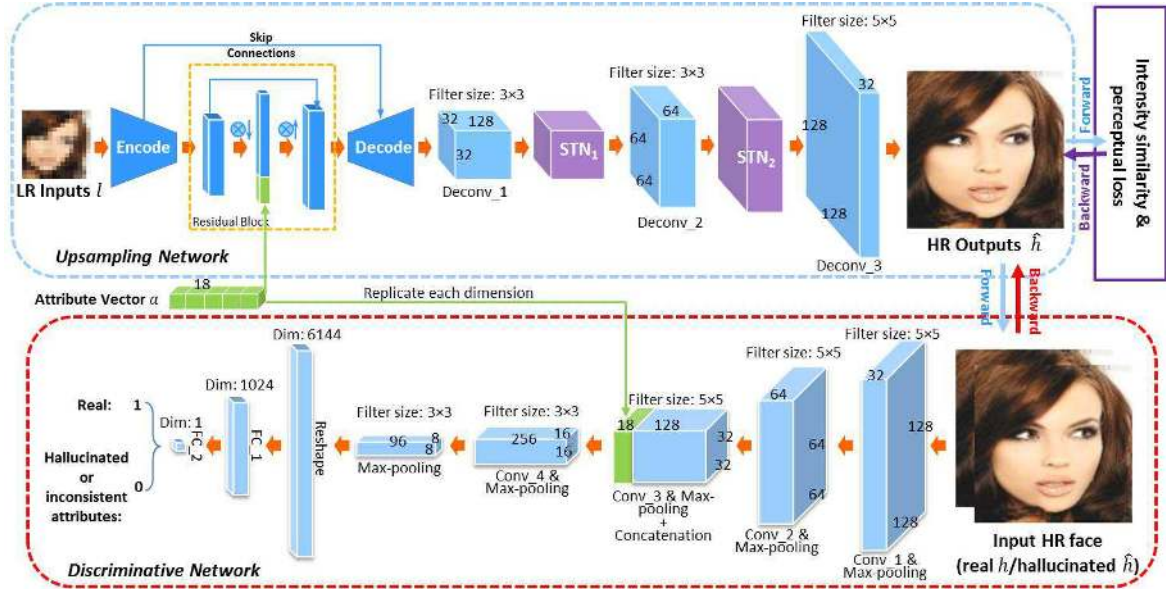 Skip
Connections
Filter size: 5×5
Filter size: 3×3
Filter size: 3×3
32
64
32 128
Encode
Decode
STN₁
STN₂
64
128
32
64
128
LR Inputs l
Residual Block
Deconv_1
Deconv_2
Deconv_3
HR Outputs ĥ
Upsampling Network
Forward
Backward
Intensity similarity &
perceptual loss
18
Attribute Vector a
Replicate each dimension
Forward
Backward
Dim: 6144
Filter size: 5×5
Filter size: 5×5
Dim: 1024
Filter size: 3×3
Filter size: 3×3
Filter size: 5×5
64
32
Real: 1
Dim: 1
FC_2
FC_1
Reshape
96
8
8
256
16
16
18 128
32
32
64
64
128
128
Hallucinated
or
inconsistent
attributes:
0
Max-pooling
Conv_4 &
Max-pooling
Conv_3 & Max-
pooling
+
Concatenation
Conv_2 &
Max-pooling
Conv_1 &
Max-pooling
Input HR face
(real h/hallucinated ĥ)
Discriminative Network